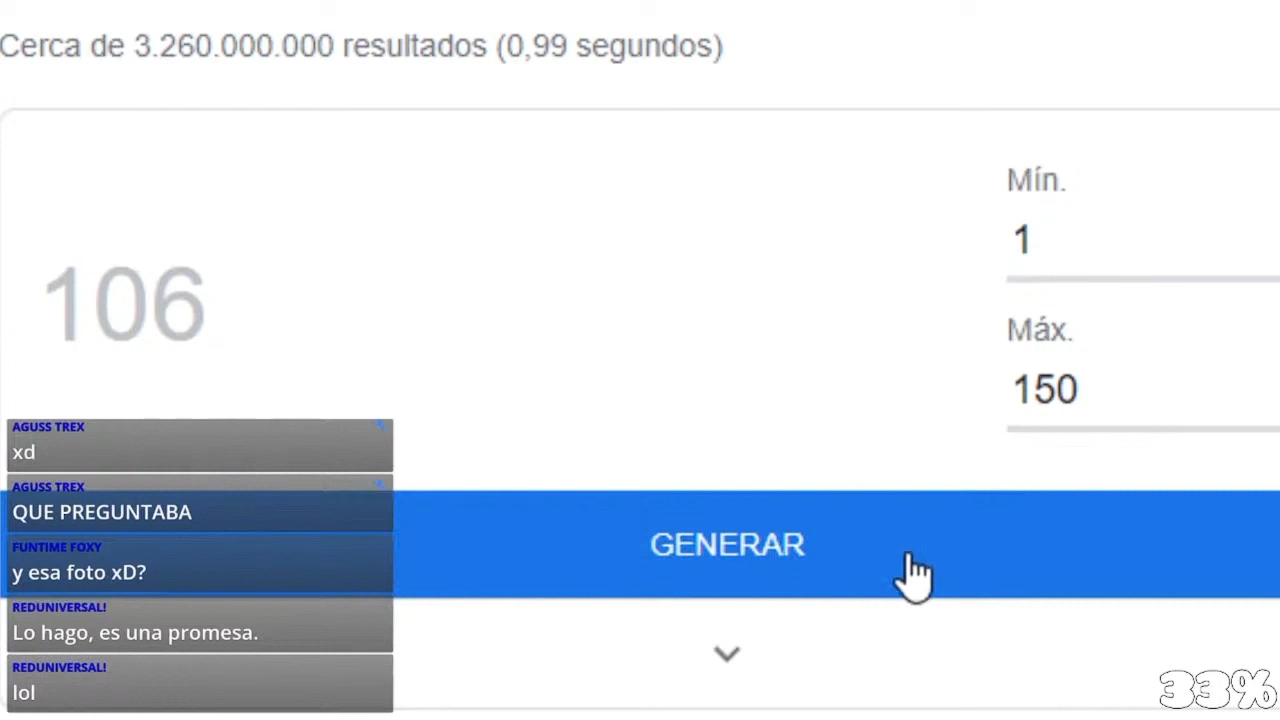 Cerca de 3.260.000.000 resultados (0,99 segundos)
Mín.
1
106
Máx.
150
AGUSS TREX
xd
AGUSS TREX
QUE PREGUNTABA
FUNTIME FOXY
y esa foto xD?
GENERAR
REDUNIVERSAL!
Lo hago, es una promesa.
REDUNIVERSAL!
lol
33%